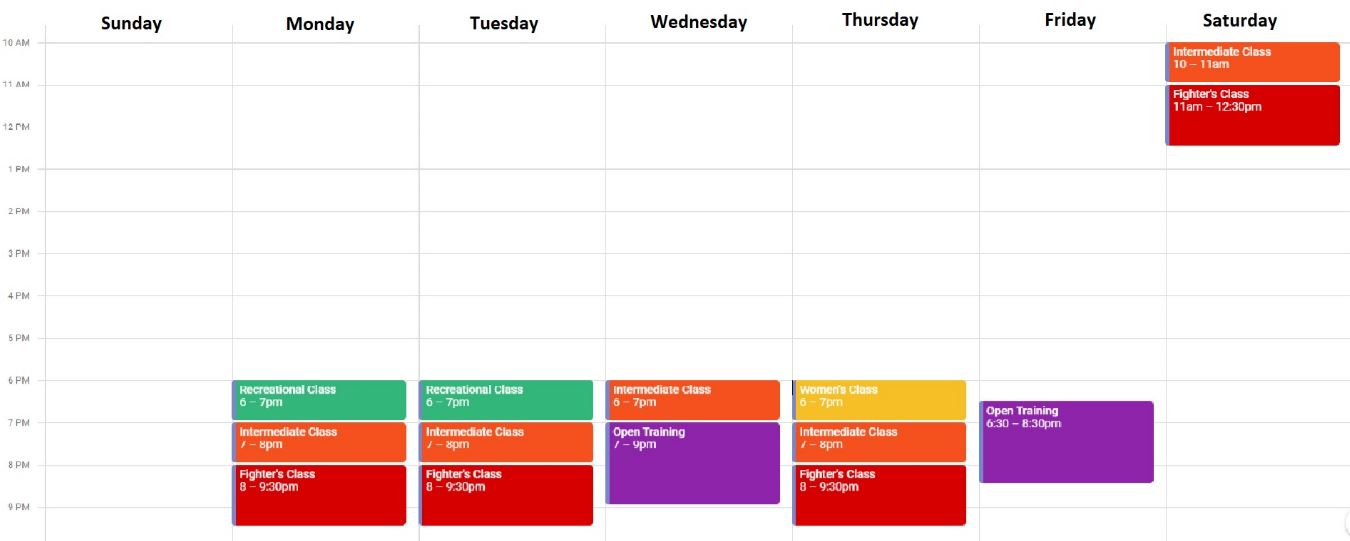 Sunday
Monday
Tuesday
Wednesday
Thursday
Friday
Saturday
10 AM
11 AM
12 PM
1 PM
2 PM
3 PM
4 PM
5 PM
6 PM
7 PM
8 PM
9 PM
Recreational Class
6 – 7pm
Intermediate Class
7 – 8pm
Fighter's Class
8 – 9:30pm
Recreational Class
6 – 7pm
Intermediate Class
7 – 8pm
Fighter's Class
8 – 9:30pm
Intermediate Class
6 – 7pm
Open Training
7 – 9pm
Women's Class
6 – 7pm
Intermediate Class
7 – 8pm
Fighter's Class
8 – 9:30pm
Open Training
6:30 – 8:30pm
Intermediate Class
10 – 11am
Fighter's Class
11am – 12:30pm